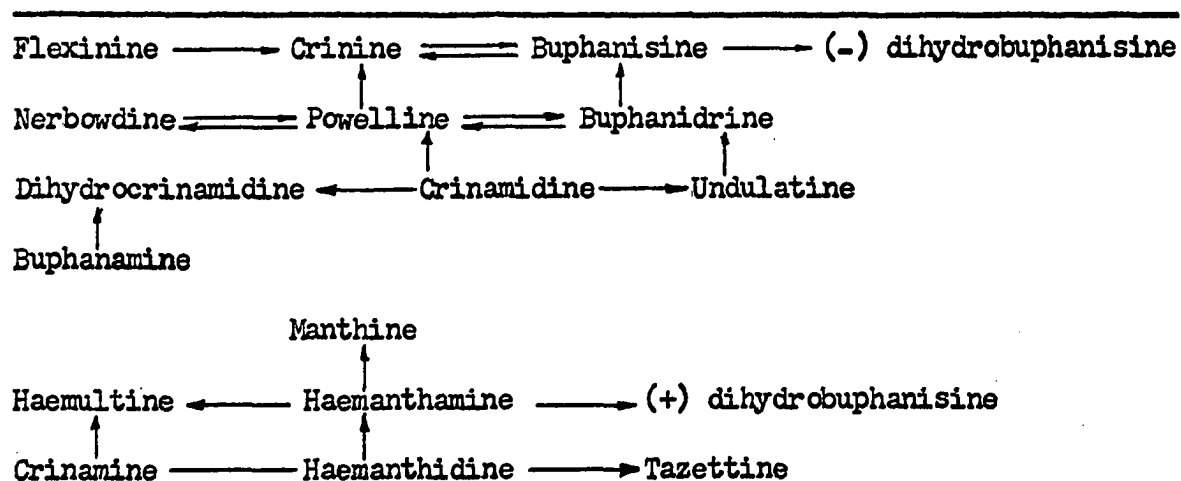 Flexinine Crinine Buphanisine (-) dihydrobuphanisine
Nerbowdine Powelline Buphanidrine
Dihydrocrinamidine Crinamidine Undulatine
Buphanamine
Manthine
Haemultine Haemanthamine (+) dihydrobuphanisine
Crinamine Haemanthidine Tazettine